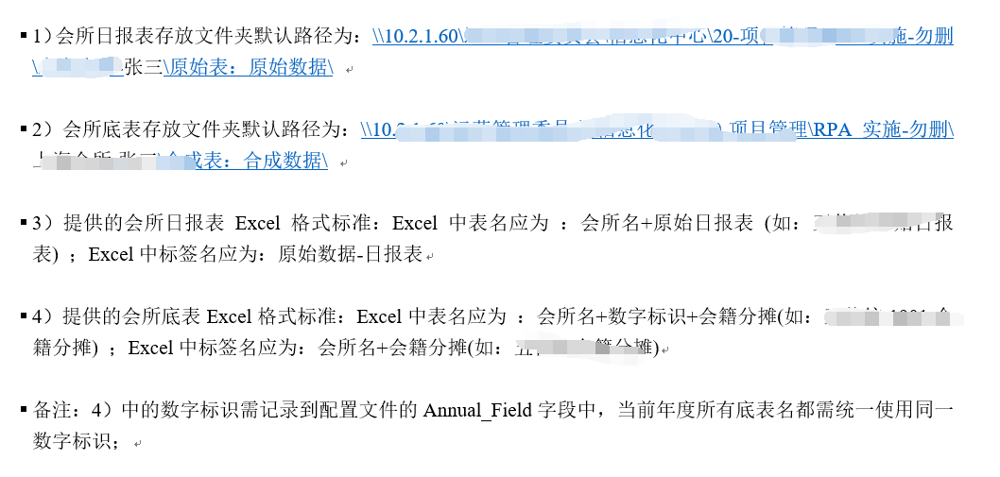 ▪ 1）会所日报表存放文件夹默认路径为：\\10.2.1.60\信息化中心\20-项实施-勿删
\张三\原始表：原始数据\
▪ 2）会所底表存放文件夹默认路径为：\\10.项目管理\RPA 实施-勿删\
成表：合成数据\
▪ 3）提供的会所日报表 Excel 格式标准：Excel 中表名应为 ：会所名+原始日报表 (如：始日报
表) ；Excel 中标签名应为：原始数据-日报表
▪ 4）提供的会所底表 Excel 格式标准：Excel 中表名应为 ：会所名+数字标识+会籍分摊(如：
籍分摊) ；Excel 中标签名应为：会所名+会籍分摊(如：会籍分摊)
▪ 备注：4）中的数字标识需记录到配置文件的 Annual_Field 字段中，当前年度所有底表名都需统一使用同一
数字标识；